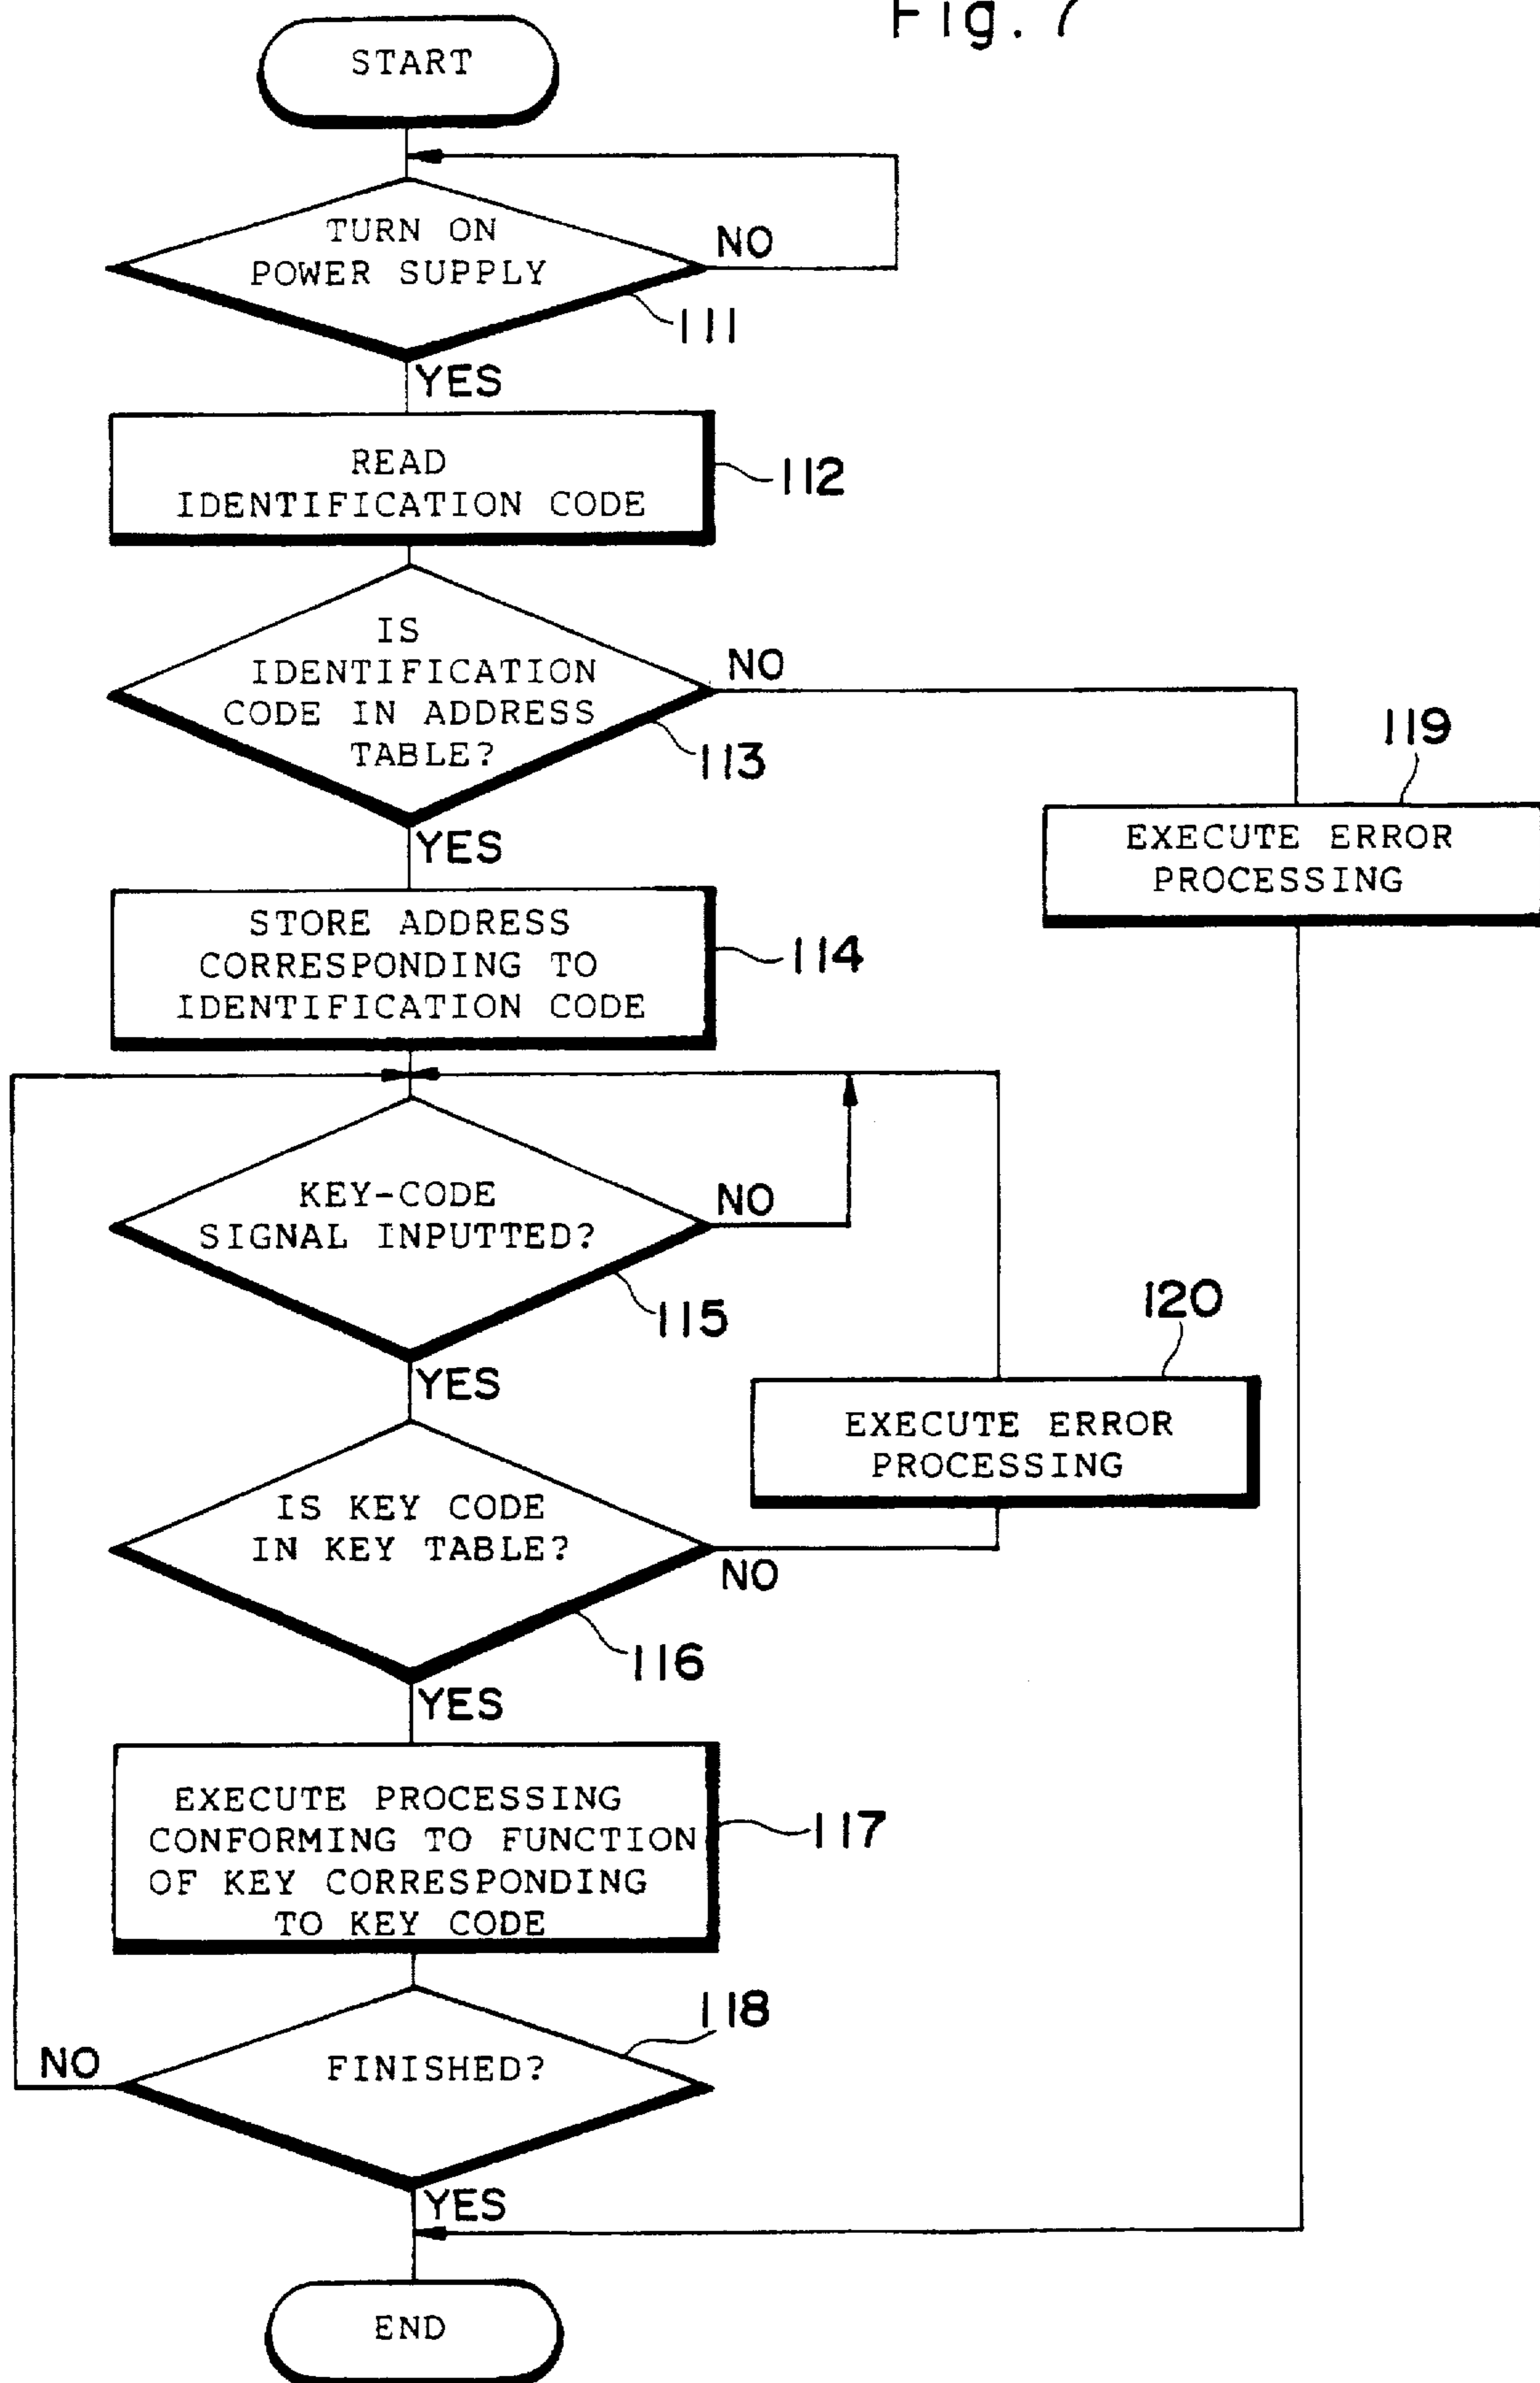 Fig. 7
START
TURN ON
POWER SUPPLY
NO
111
YES
READ
IDENTIFICATION CODE
112
IS
IDENTIFICATION
CODE IN ADDRESS
TABLE?
NO
113
YES
119
EXECUTE ERROR
PROCESSING
STORE ADDRESS
CORRESPONDING TO
IDENTIFICATION CODE
114
KEY-CODE
SIGNAL INPUTTED?
NO
115
YES
120
EXECUTE ERROR
PROCESSING
IS KEY CODE
IN KEY TABLE?
NO
116
YES
EXECUTE PROCESSING
CONFORMING TO FUNCTION
OF KEY CORRESPONDING
TO KEY CODE
117
118
FINISHED?
NO
YES
END